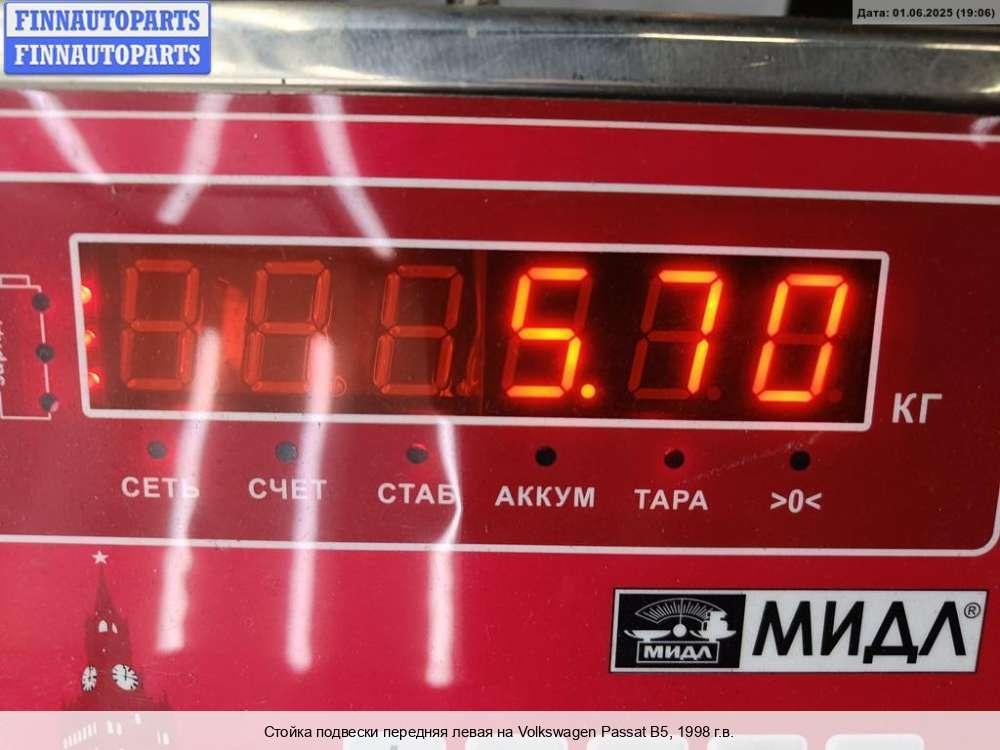 FINNAUTOPARTS
FINNAUTOPARTS
Дата: 01.06.2025 (19:06)
5.70
КГ
СЕТЬ СЧЕТ СТАБ АККУМ ТАРА >0<
МИДЛ МИДЛ®
Стойка подвески передняя левая на Volkswagen Passat B5, 1998 г.в.